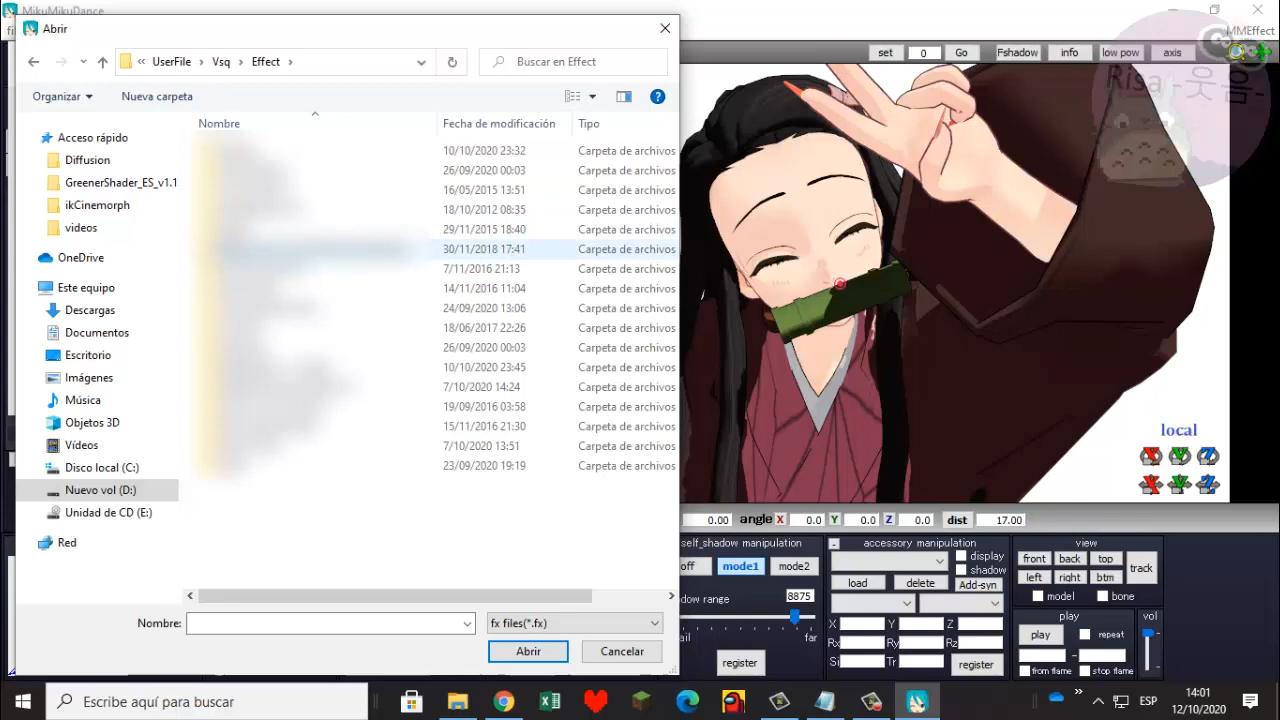 MikuMikuDance
Abrir
MMEffect
« UserFile › Vsq › Effect ›
Buscar en Effect
set 0 Go Fshadow info low pow axis
Risa-웃음
Organizar
Nueva carpeta
Nombre Fecha de modificación Tipo
Acceso rápido
Diffusion
GreenerShader_ES_v1.1
ikCinemorph
videos
OneDrive
Este equipo
Descargas
Documentos
Escritorio
Imágenes
Música
Objetos 3D
Vídeos
Disco local (C:)
Nuevo vol (D:)
Unidad de CD (E:)
Red
10/10/2020 23:32 Carpeta de archivos
26/09/2020 00:03 Carpeta de archivos
16/05/2015 13:51 Carpeta de archivos
18/10/2012 08:35 Carpeta de archivos
29/11/2015 18:40 Carpeta de archivos
30/11/2018 17:41 Carpeta de archivos
7/11/2016 21:13 Carpeta de archivos
14/11/2016 11:04 Carpeta de archivos
24/09/2020 13:06 Carpeta de archivos
18/06/2017 22:26 Carpeta de archivos
26/09/2020 00:03 Carpeta de archivos
10/10/2020 23:45 Carpeta de archivos
7/10/2020 14:24 Carpeta de archivos
19/09/2016 03:58 Carpeta de archivos
15/11/2016 21:30 Carpeta de archivos
7/10/2020 13:51 Carpeta de archivos
23/09/2020 19:19 Carpeta de archivos
local
X Y Z
X Y Z
Nombre:
fx files(*.fx)
Abrir
Cancelar
0.00 angle X 0.0 Y 0.0 Z 0.0 dist 17.00
self_shadow manipulation
off mode1 mode2
8875
far
register
accessory manipulation
display
shadow
load delete Add-syn
X Y Z
Rx Ry Rz
Si Tr register
view
front back top
left right btm
track
model bone
play
play repeat
-
from flame stop flame
vol
Escribe aquí para buscar
ESP
14:01
12/10/2020